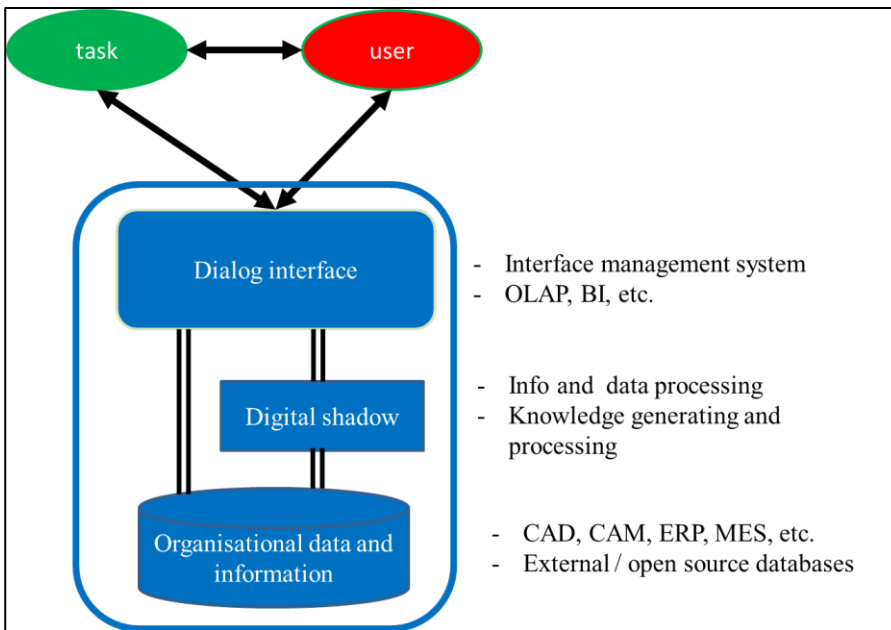 task
user
Dialog interface
- Interface management system
- OLAP, BI, etc.
Digital shadow
- Info and data processing
- Knowledge generating and
processing
Organisational data and
information
- CAD, CAM, ERP, MES, etc.
- External / open source databases